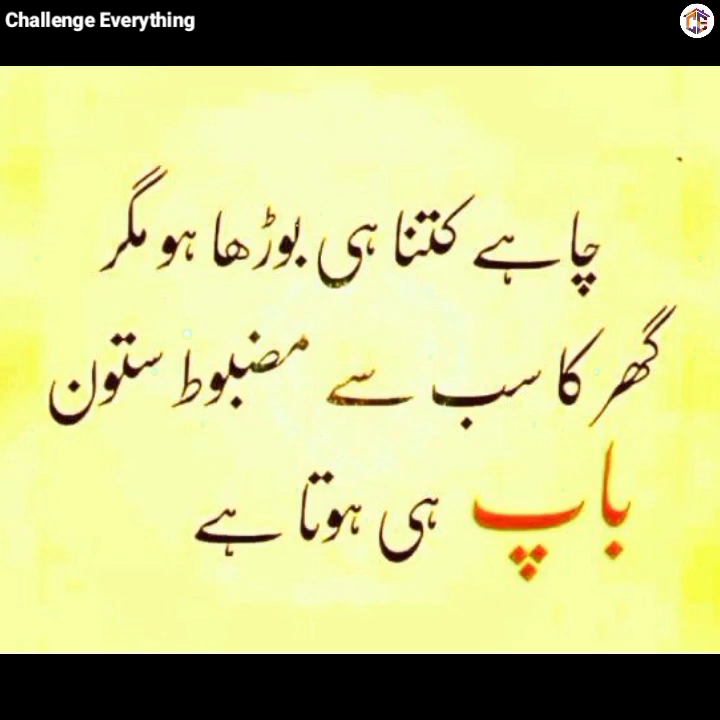 Challenge Everything
چاہے کتنا ہی بوڑھا ہو مگر
گھر کا سب سے مضبوط ستون
باپ ہی ہوتا ہے